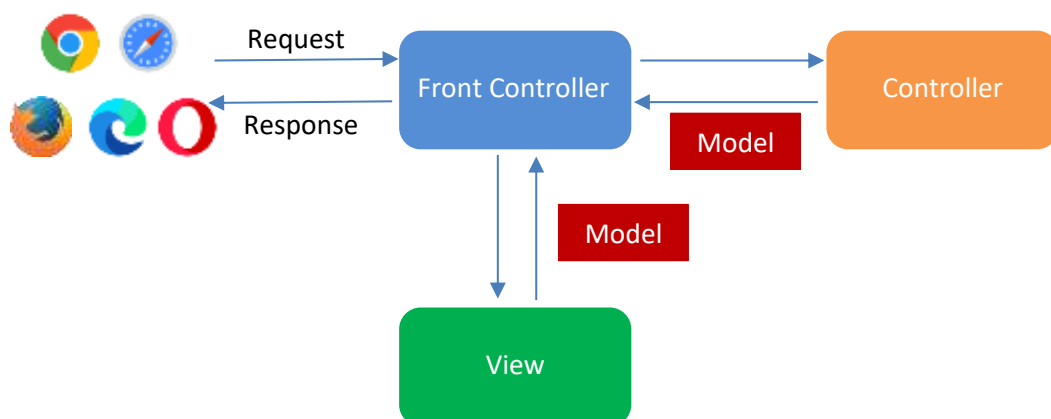 Request
Front Controller
Controller
Response
Model
Model
View